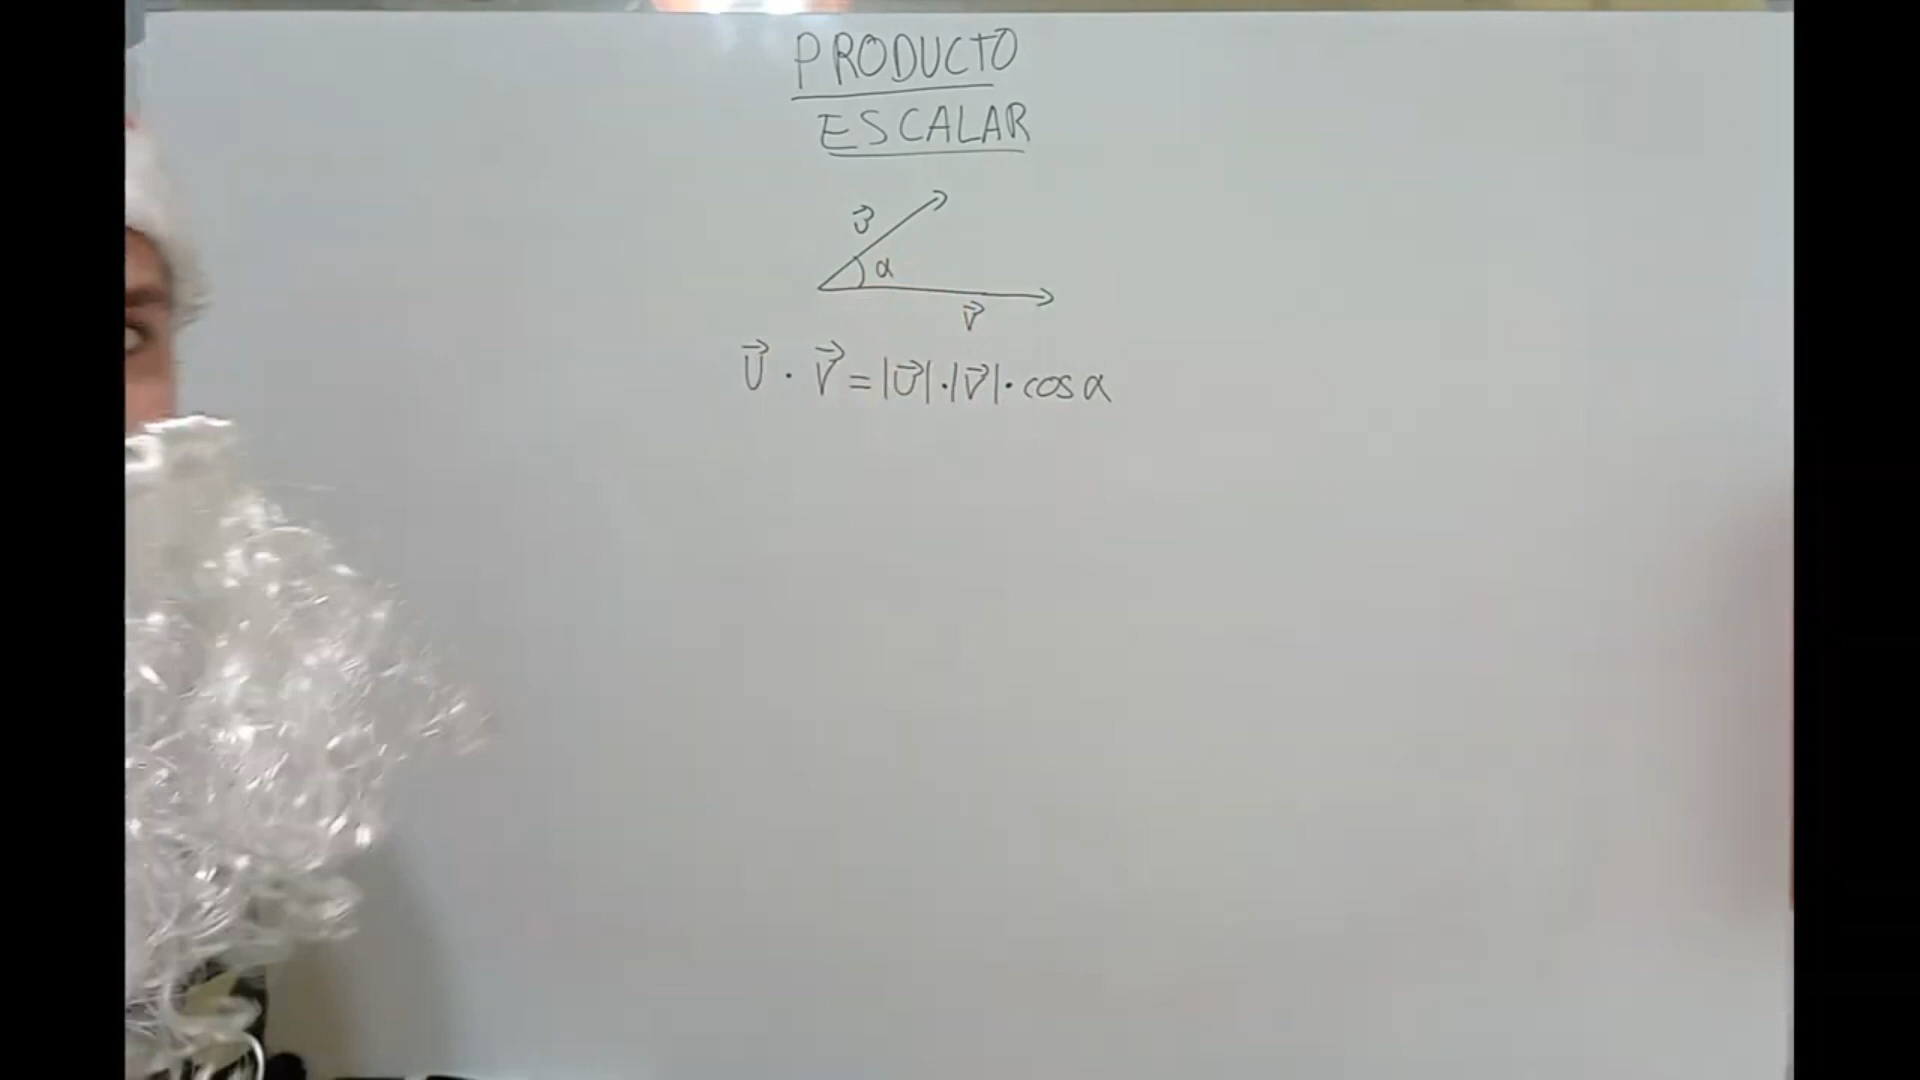 PRODUCTO
ESCALAR
u⃗
α
v⃗
U⃗ · V⃗ = |U⃗| · |V⃗| · cos α